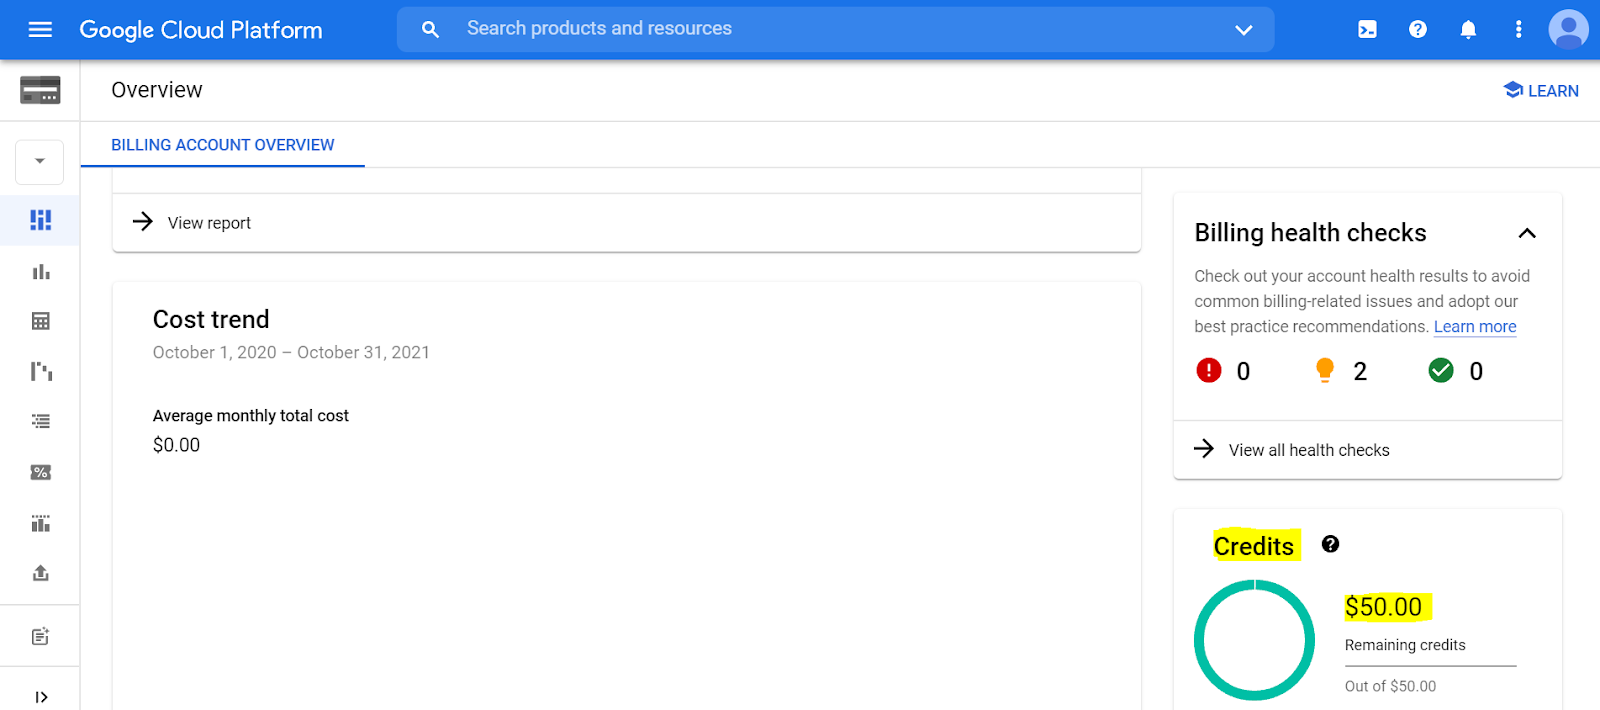 Google Cloud Platform
Search products and resources
Overview
LEARN
BILLING ACCOUNT OVERVIEW
View report
Cost trend
October 1, 2020 – October 31, 2021
Average monthly total cost
$0.00
Billing health checks
Check out your account health results to avoid
common billing-related issues and adopt our
best practice recommendations. Learn more
0 2 0
View all health checks
Credits
$50.00
Remaining credits
Out of $50.00